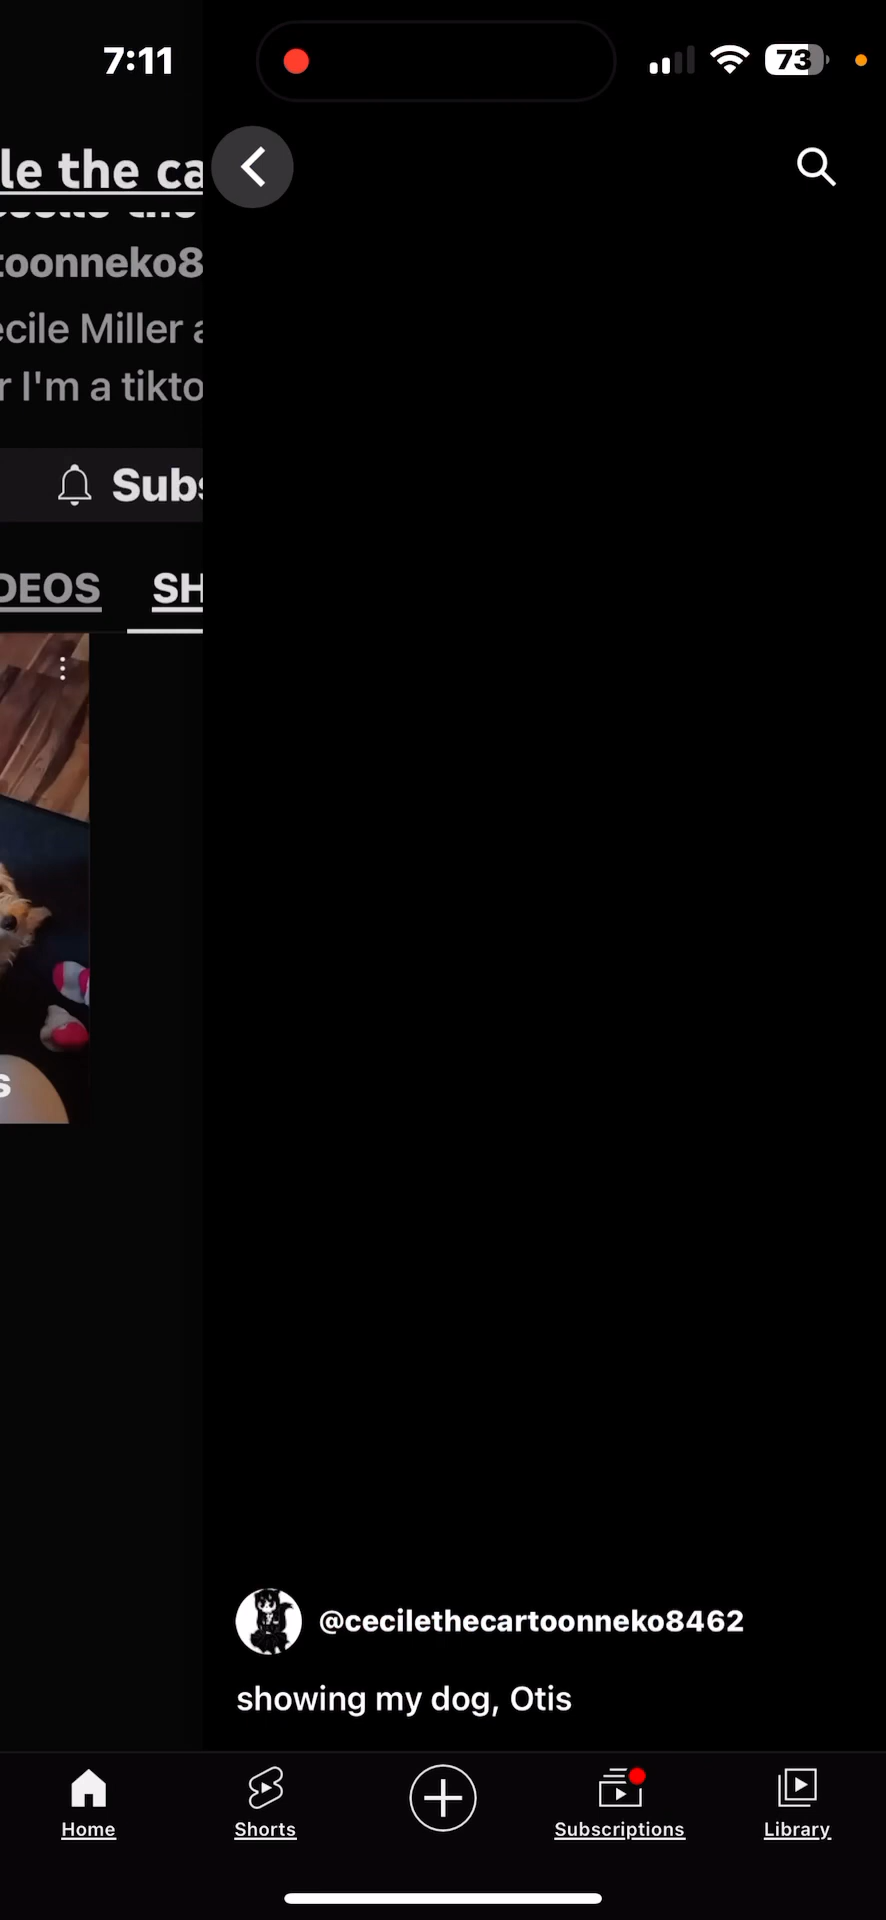 7:11
73
le the ca
toonneko8
ecile Miller a
r I'm a tikto
Subs
DEOS
SH
s
@cecilethecartoonneko8462
showing my dog, Otis
Home
Shorts
Subscriptions
Library